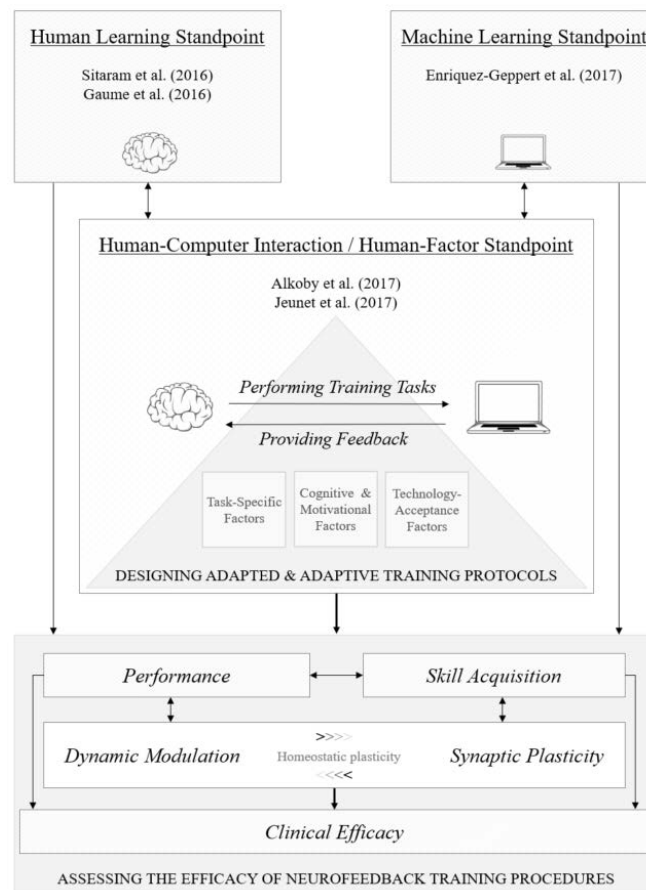 Human Learning Standpoint
Sitaram et al. (2016)
Gaume et al. (2016)
Machine Learning Standpoint
Enriquez-Geppert et al. (2017)
Human-Computer Interaction / Human-Factor Standpoint
Alkoby et al. (2017)
Jeunet et al. (2017)
Performing Training Tasks
Providing Feedback
Task-Specific
Factors
Cognitive &
Motivational
Factors
Technology-
Acceptance
Factors
DESIGNING ADAPTED & ADAPTIVE TRAINING PROTOCOLS
Performance
Skill Acquisition
Dynamic Modulation
>>>>
Homeostatic plasticity
<<<<
Synaptic Plasticity
Clinical Efficacy
ASSESSING THE EFFICACY OF NEUROFEEDBACK TRAINING PROCEDURES